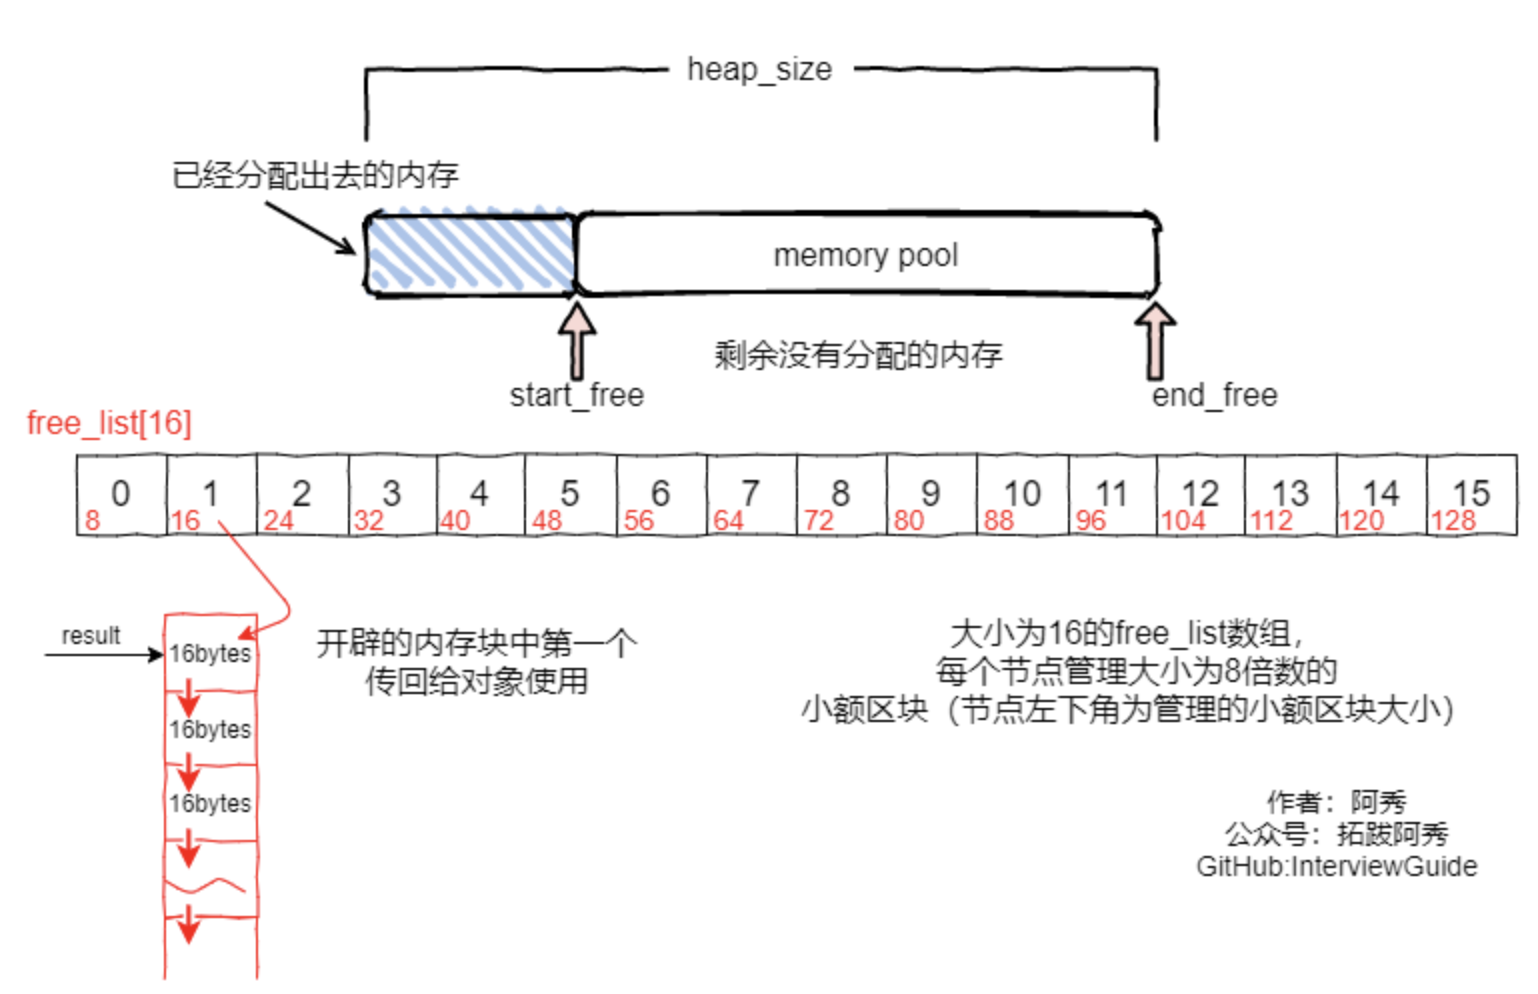 heap_size
已经分配出去的内存
memory pool
剩余没有分配的内存
start_free
end_free
free_list[16]
0 1 2 3 4 5 6 7 8 9 10 11 12 13 14 15
8 16 24 32 40 48 56 64 72 80 88 96 104 112 120 128
result
16bytes
16bytes
16bytes
开辟的内存块中第一个
传回给对象使用
大小为16的free_list数组,
每个节点管理大小为8倍数的
小额区块（节点左下角为管理的小额区块大小）
作者：阿秀
公众号：拓跋阿秀
GitHub:InterviewGuide